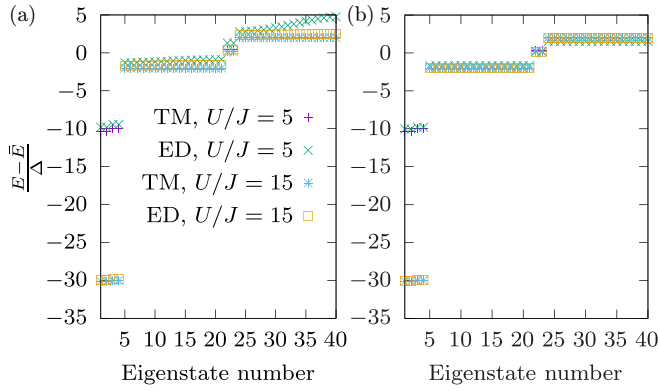 (a)
(b)
5
0
−5
−10
−15
−20
−25
−30
−35
5 10 15 20 25 30 35 40
E−Ē
Δ
TM, U/J = 5
ED, U/J = 5
TM, U/J = 15
ED, U/J = 15
Eigenstate number
5
0
−5
−10
−15
−20
−25
−30
−35
5 10 15 20 25 30 35 40
Eigenstate number